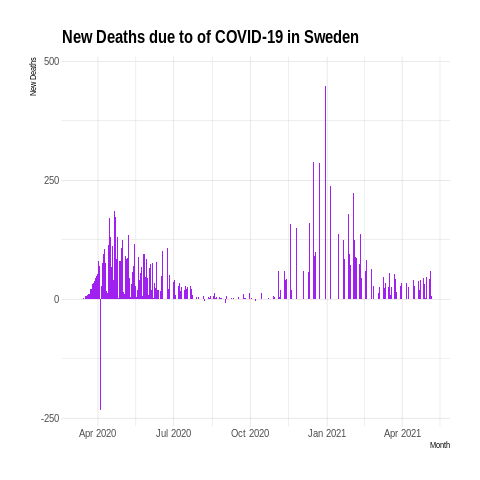 New Deaths due to of COVID-19 in Sweden
New Deaths
500
250
0
-250
Apr 2020 Jul 2020 Oct 2020 Jan 2021 Apr 2021
Month